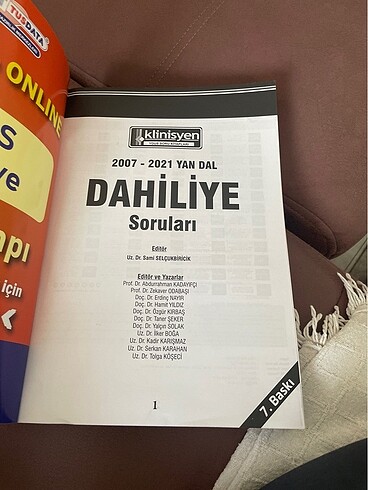 TUSDATA
ONLINE
S
ye
apı
için
klinisyen
2007 - 2021 YAN DAL
DAHİLİYE
Soruları
Editör
Uz. Dr. Sami SELÇUKBİRİCİK
Editör ve Yazarlar
Prof. Dr. Abdurrahman KADAYIFÇI
Prof. Dr. Zekaver ODABAŞI
Doç. Dr. Erdinç NAYIR
Doç. Dr. Hamit YILDIZ
Doç. Dr. Özgür KIRBAŞ
Doç. Dr. Taner ŞEKER
Doç. Dr. Yalçın SOLAK
Uz. Dr. İlker BOĞA
Uz. Dr. Kadir KARIŞMAZ
Uz. Dr. Serkan KARAHAN
Uz. Dr. Tolga KÖŞECİ
1
7. Baskı